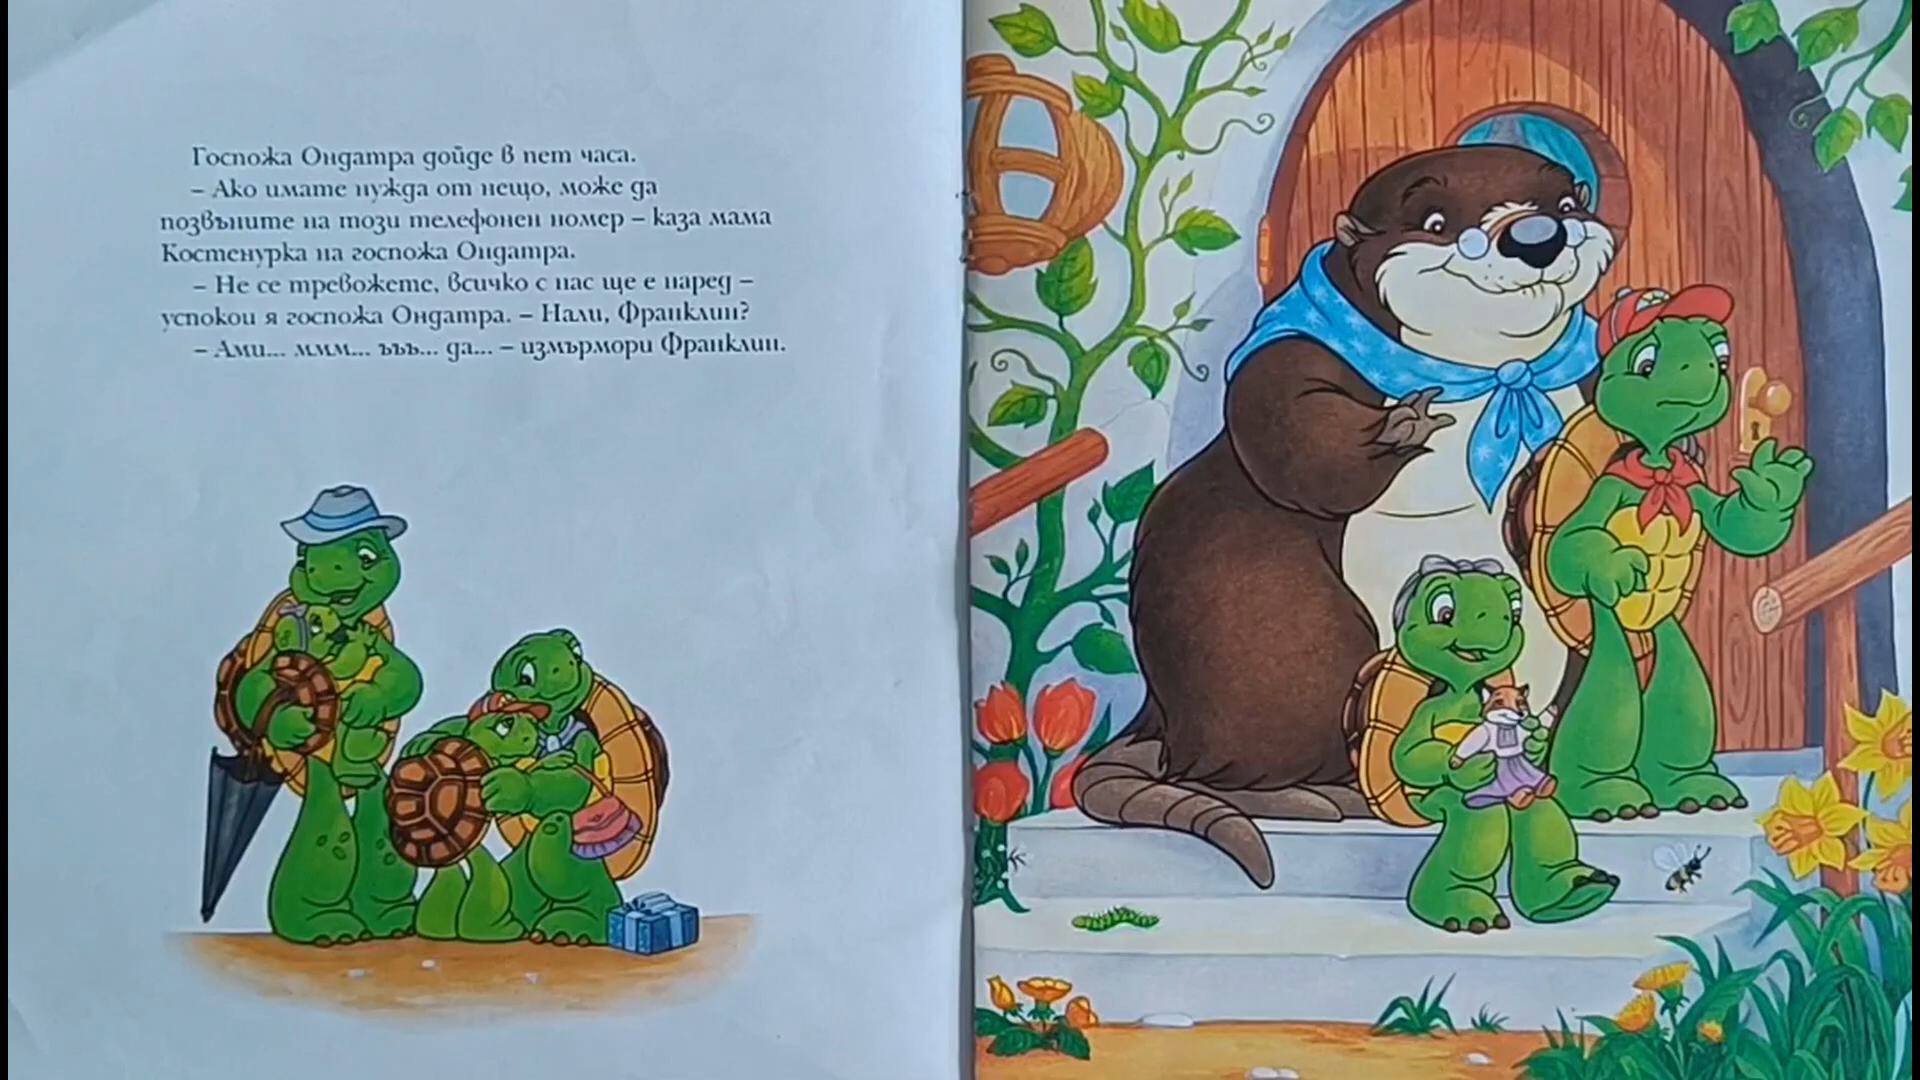 Госпожа Ондатра дойде в пет часа.
– Ако имате нужда от нещо, може да
позвъните на този телефонен номер – каза мама
Костенурка на госпожа Ондатра.
– Не се тревожете, всичко с нас ще е наред –
успокои я госпожа Ондатра. – Нали, Франклин?
– Ами... ммм... ъъъ... да... – измърмори Франклин.